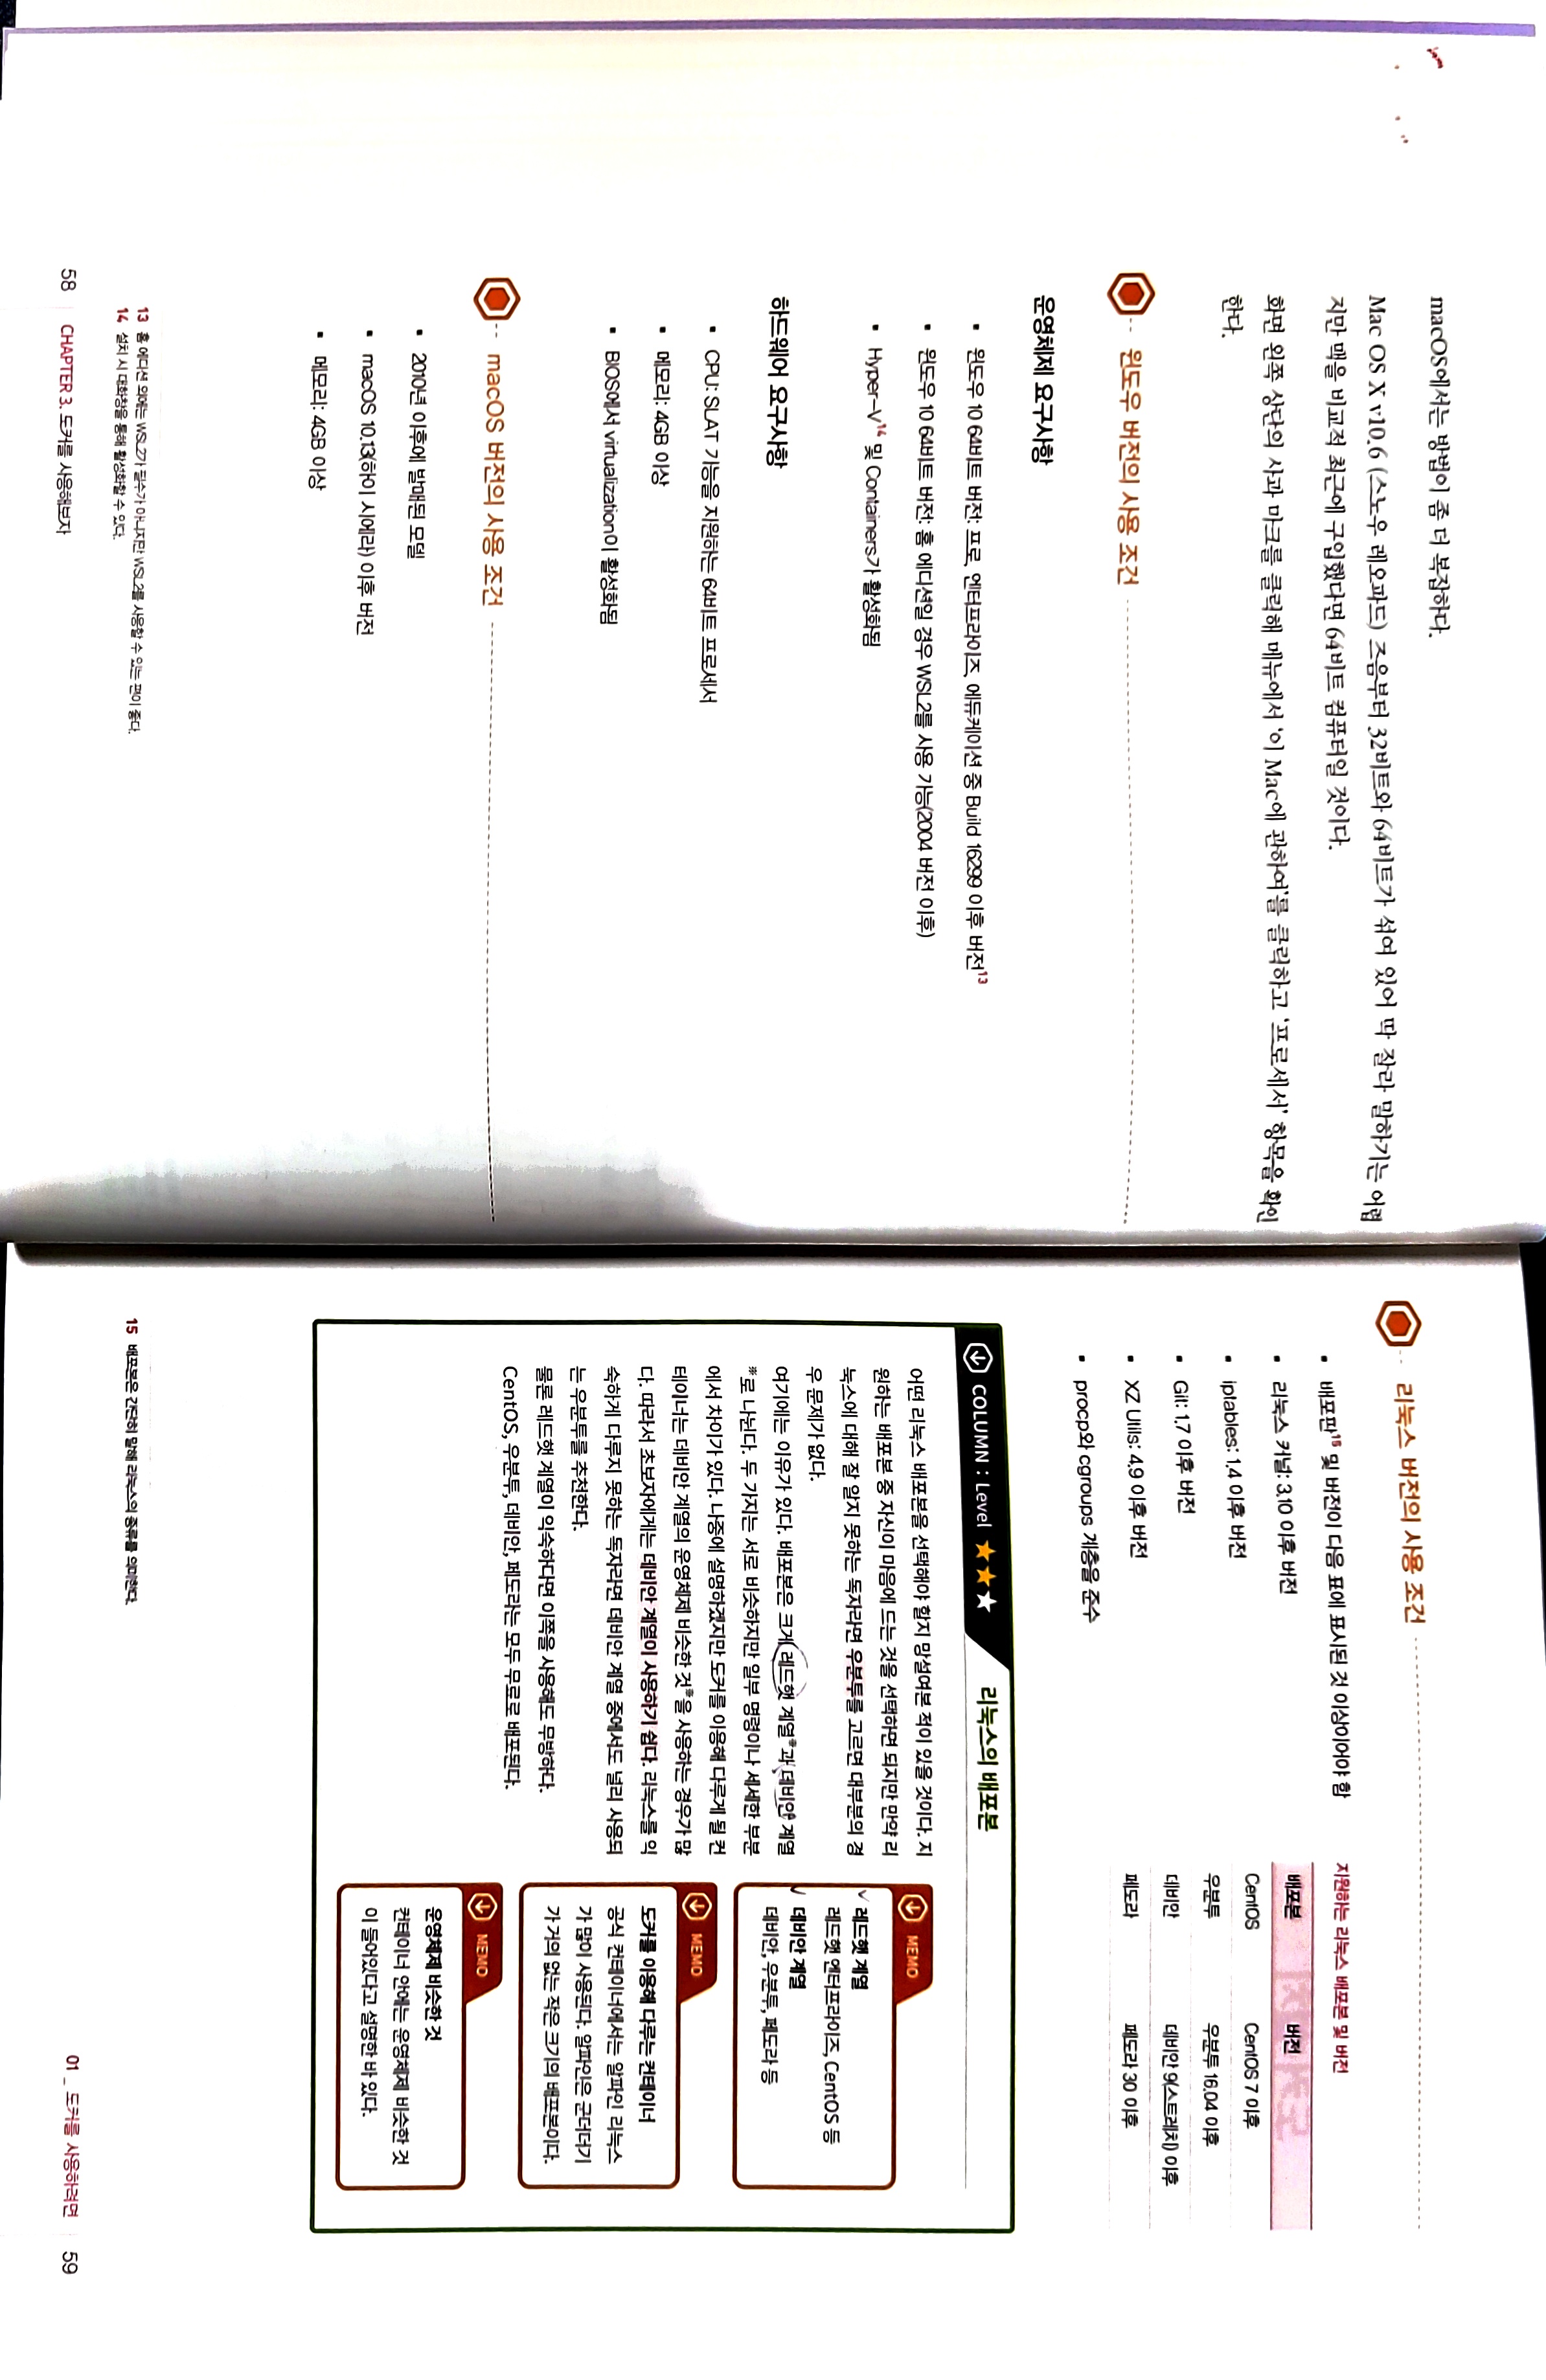 macOS에서는 방법이 좀 더 복잡하다.
Mac OS X v10.6 (스노우 레오파드) 즈음부터 32비트와 64비트가 섞여 있어 딱 잘라 말하기는 어렵
지만 맥을 비교적 최근에 구입했다면 64비트 컴퓨터일 것이다.
화면 왼쪽 상단의 사과 마크를 클릭해 메뉴에서 ‘이 Mac에 관하여’를 클릭하고 ‘프로세서’ 항목을 확인
한다.
윈도우 버전의 사용 조건
운영체제 요구사항
▪ 윈도우 10 64비트 버전: 프로, 엔터프라이즈, 에듀케이션 중 Build 16299 이후 버전13
▪ 윈도우 10 64비트 버전: 홈 에디션일 경우 WSL2를 사용 가능(2004 버전 이후)
▪ Hyper-V14 및 Containers가 활성화됨
하드웨어 요구사항
▪ CPU: SLAT 기능을 지원하는 64비트 프로세서
▪ 메모리: 4GB 이상
▪ BIOS에서 virtualization이 활성화됨
macOS 버전의 사용 조건
▪ 2010년 이후에 발매된 모델
▪ macOS 10.13(하이 시에라) 이후 버전
▪ 메모리: 4GB 이상
13 홈 에디션 외에는 WSL2가 필수가 아니지만 WSL2를 사용할 수 있는 편이 좋다.
14 설치 시 대화창을 통해 활성화할 수 있다.
58 CHAPTER 3. 도커를 사용해보자
리눅스 버전의 사용 조건
▪ 배포판15 및 버전이 다음 표에 표시된 것 이상이어야 함
▪ 리눅스 커널: 3.10 이후 버전
▪ iptables: 1.4 이후 버전
▪ Git: 1.7 이후 버전
▪ XZ Utils: 4.9 이후 버전
▪ procp와 cgroups 계층을 준수
지원하는 리눅스 배포본 및 버전
배포본 버전
CentOS CentOS 7 이후
우분투 우분투 16.04 이후
데비안 데비안 9(스트레치) 이후
페도라 페도라 30 이후
COLUMN : Level ★★★ 리눅스의 배포본
어떤 리눅스 배포본을 선택해야 할지 망설여본 적이 있을 것이다. 지
원하는 배포본 중 자신이 마음에 드는 것을 선택하면 되지만 만약 리
눅스에 대해 잘 알지 못하는 독자라면 우분투를 고르면 대부분의 경
우 문제가 없다.
여기에는 이유가 있다. 배포본은 크게 레드햇 계열※과 데비안 계열
※로 나뉜다. 두 가지는 서로 비슷하지만 일부 명령이나 세세한 부분
에서 차이가 있다. 나중에 설명하겠지만 도커를 이용해 다루게 될 컨
테이너는 데비안 계열의 운영체제 비슷한 것※을 사용하는 경우가 많
다. 따라서 초보자에게는 데비안 계열이 사용하기 쉽다. 리눅스를 익
숙하게 다루지 못하는 독자라면 데비안 계열 중에서도 널리 사용되
는 우분투를 추천한다.
물론 레드햇 계열이 익숙하다면 이쪽을 사용해도 무방하다.
CentOS, 우분투, 데비안, 페도라는 모두 무료로 배포된다.
MEMO
레드햇 계열
레드햇 엔터프라이즈, CentOS 등
데비안 계열
데비안, 우분투, 페도라 등
MEMO
도커를 이용해 다루는 컨테이너
공식 컨테이너에서는 알파인 리눅스
가 많이 사용된다. 알파인은 군더더기
가 거의 없는 작은 크기의 배포본이다.
MEMO
운영체제 비슷한 것
컨테이너 안에는 운영체제 비슷한 것
이 들어있다고 설명한 바 있다.
15 배포본은 간단히 말해 리눅스의 종류를 의미한다.
01 _ 도커를 사용하려면 59